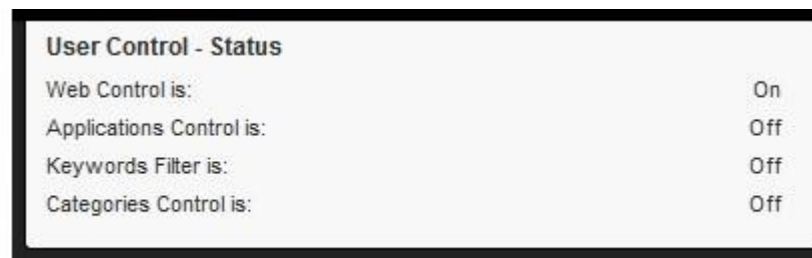 User Control - Status
Web Control is: On
Applications Control is: Off
Keywords Filter is: Off
Categories Control is: Off